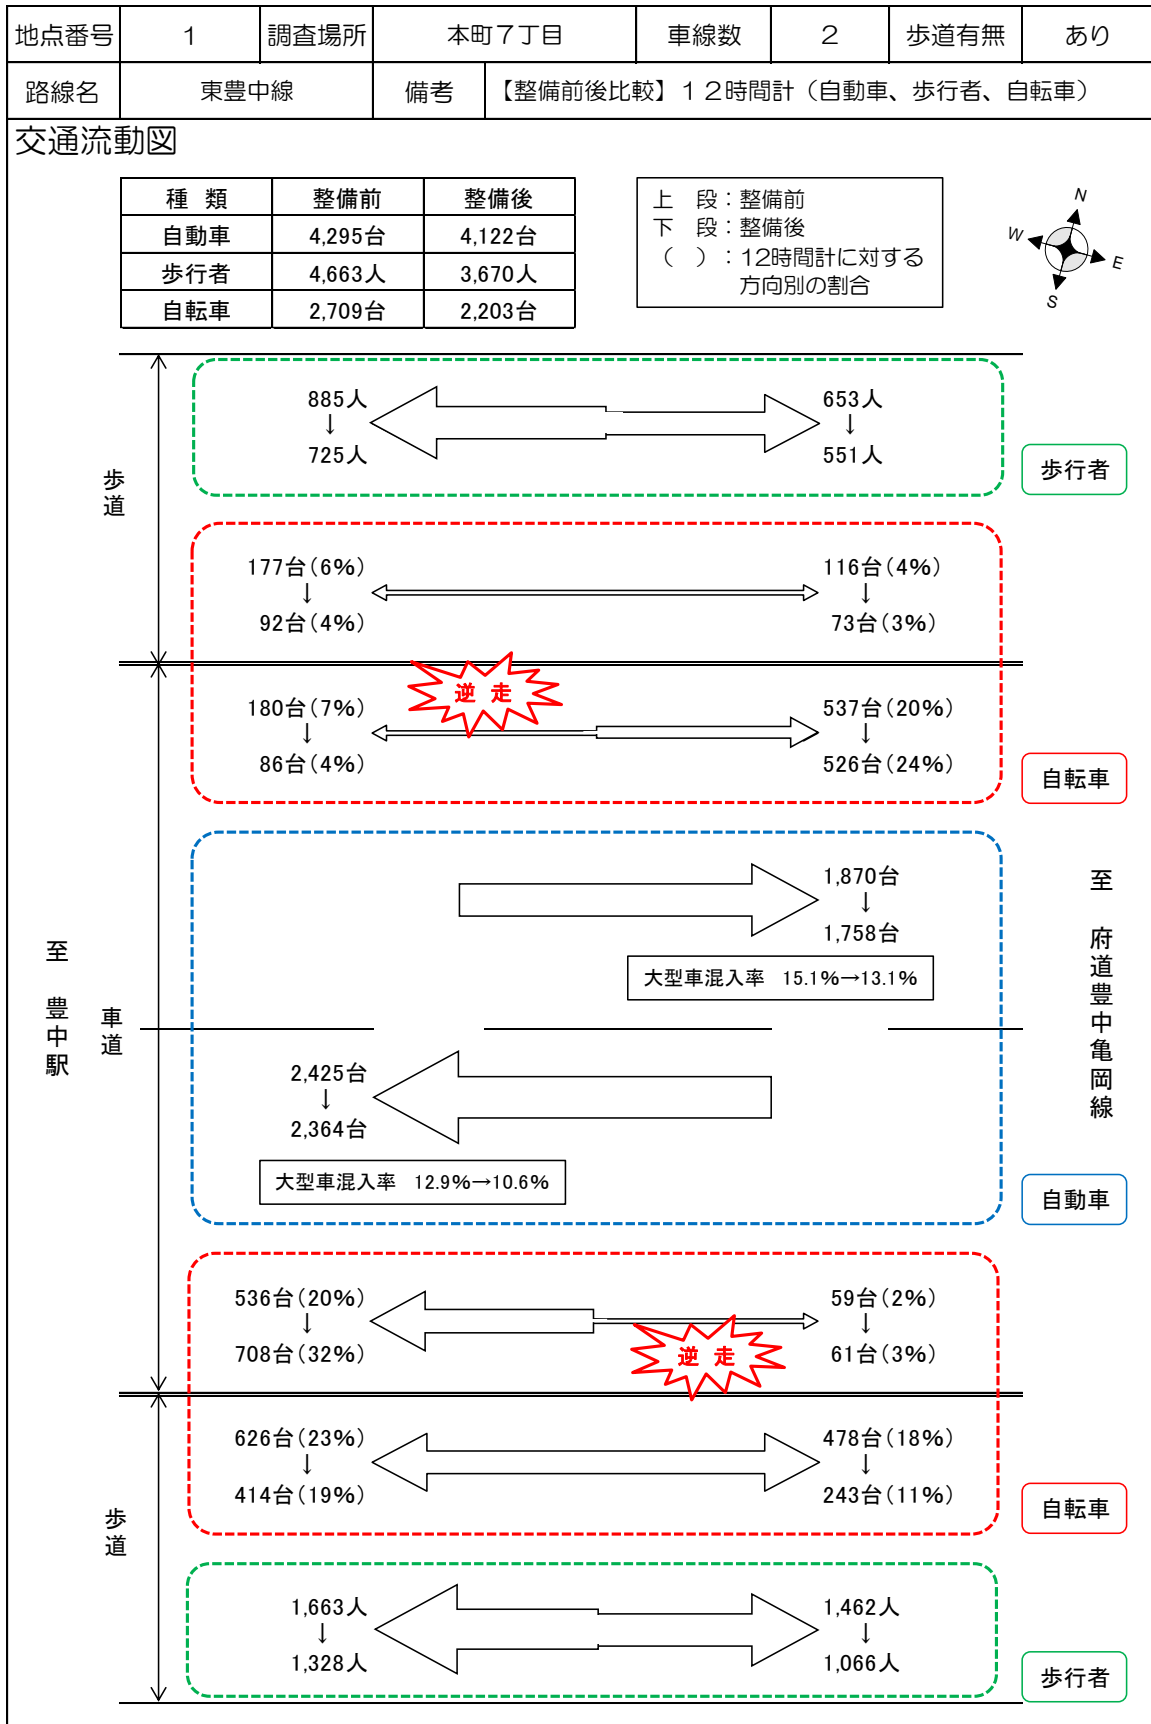 地点番号 1 調査場所 本町７丁目 車線数 2 歩道有無 あり
路線名 東豊中線 備考 【整備前後比較】１２時間計（自動車、歩行者、自転車）
交通流動図
種 類 整備前 整備後
自動車 4,295台 4,122台
歩行者 4,663人 3,670人
自転車 2,709台 2,203台
上 段：整備前
下 段：整備後
（ ）：12時間計に対する
方向別の割合
N
W
E
S
885人 653人
↓ ↓
725人 551人
歩行者
歩道
177台(6%) 116台(4%)
↓ ↓
92台(4%) 73台(3%)
逆 走
180台(7%) 537台(20%)
↓ ↓
86台(4%) 526台(24%)
自転車
1,870台
↓
1,758台
大型車混入率 15.1%→13.1%
至 豊中駅
車道
至 府道豊中亀岡線
2,425台
↓
2,364台
大型車混入率 12.9%→10.6%
自動車
536台(20%) 59台(2%)
↓ ↓
708台(32%) 61台(3%)
逆 走
626台(23%) 478台(18%)
↓ ↓
414台(19%) 243台(11%)
自転車
歩道
1,663人 1,462人
↓ ↓
1,328人 1,066人
歩行者